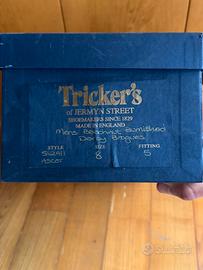 Tricker's
of JERMYN STREET
SHOEMAKERS SINCE 1829
MADE IN ENGLAND
Mens Beechnut Burnished
Derby Brogues
STYLE SIZE FITTING
8 5
Ascot